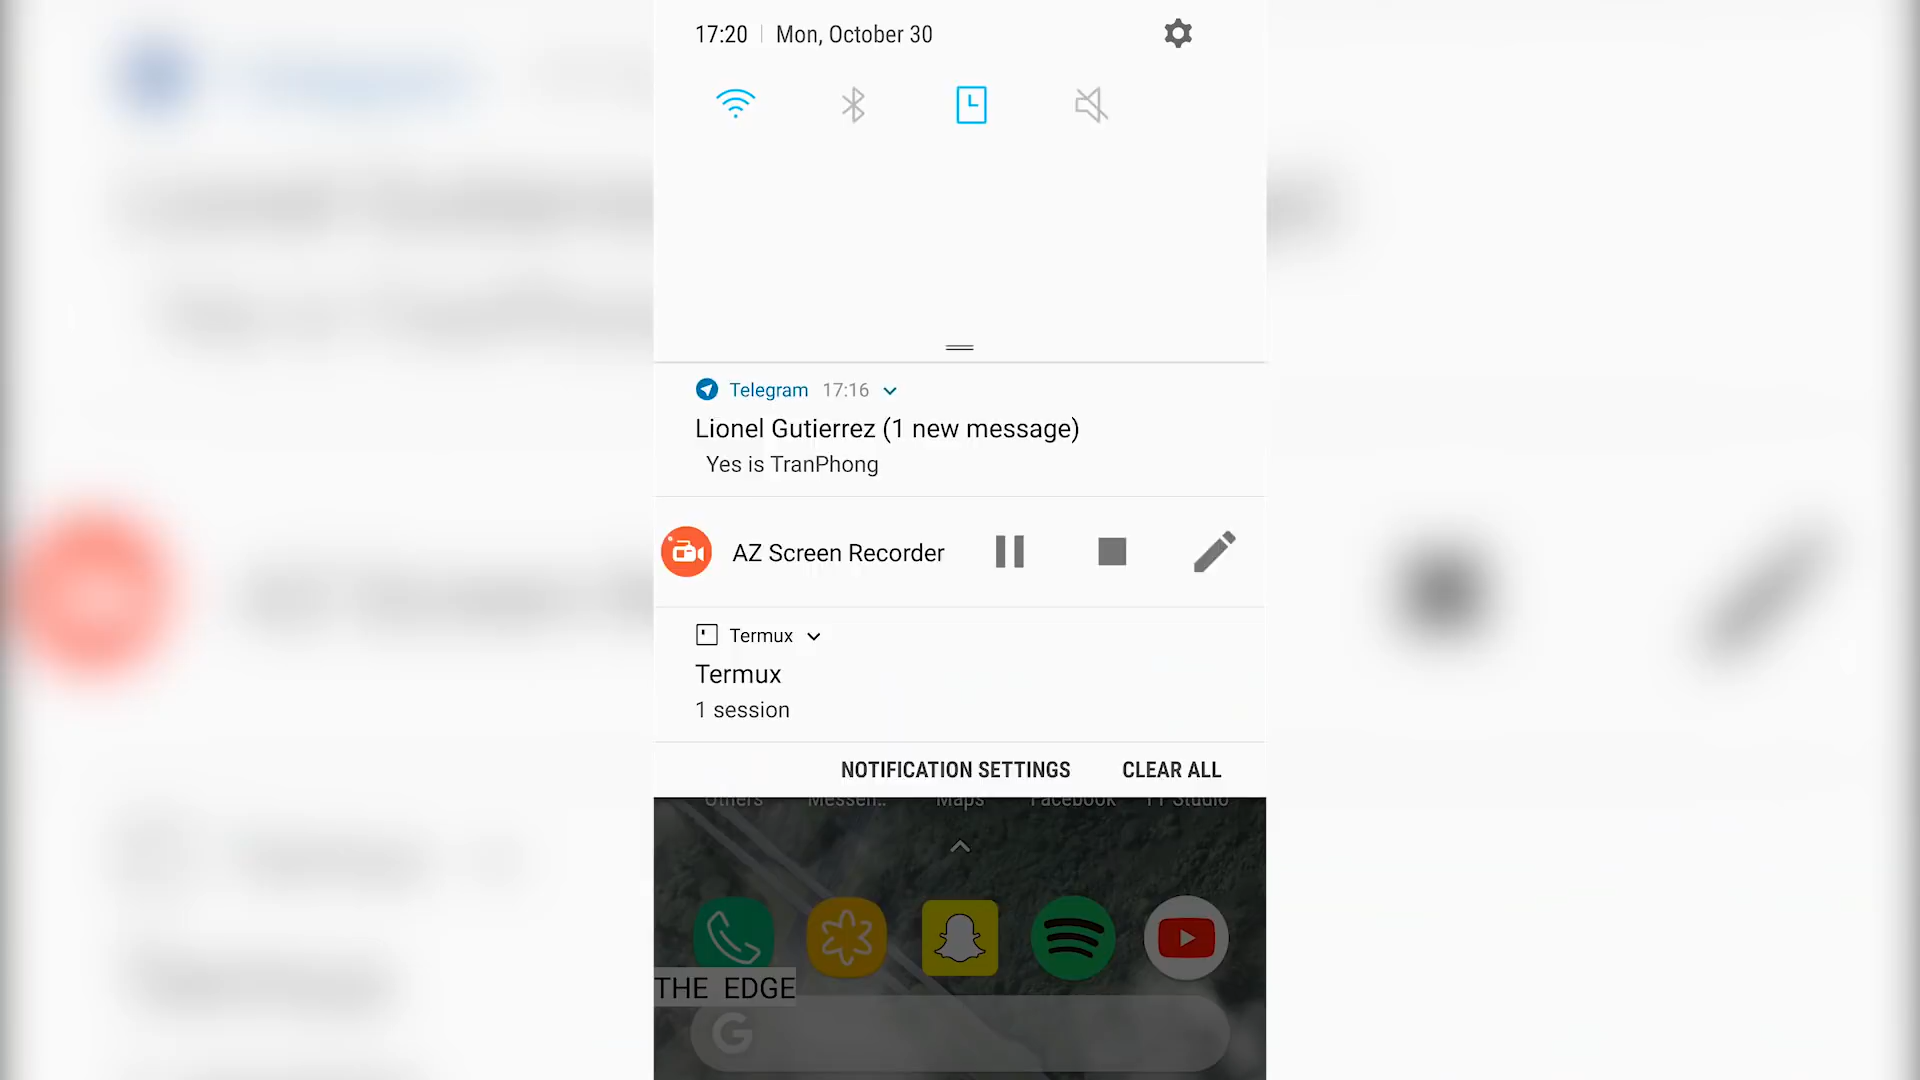 17:20 Mon, October 30
Telegram 17:16
Lionel Gutierrez (1 new message)
Yes is TranPhong
AZ Screen Recorder
Termux
Termux
1 session
NOTIFICATION SETTINGS CLEAR ALL
Others Messen.. Maps Facebook YT Studio
THE EDGE
G